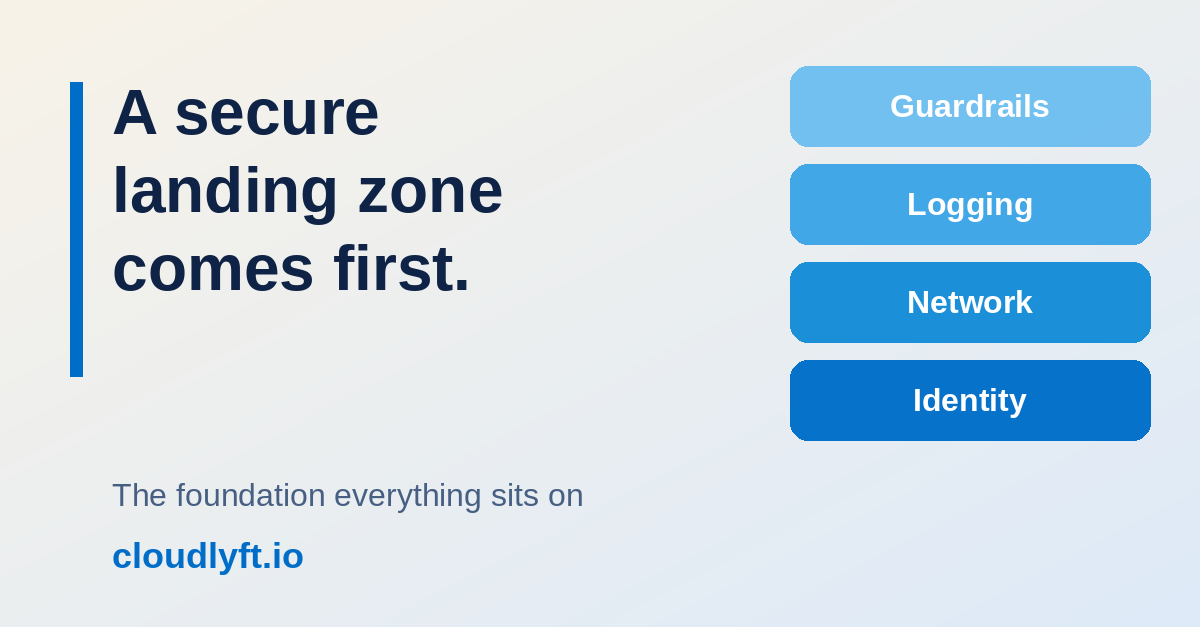 A secure
landing zone
comes first.
The foundation everything sits on
cloudlyft.io
Guardrails
Logging
Network
Identity